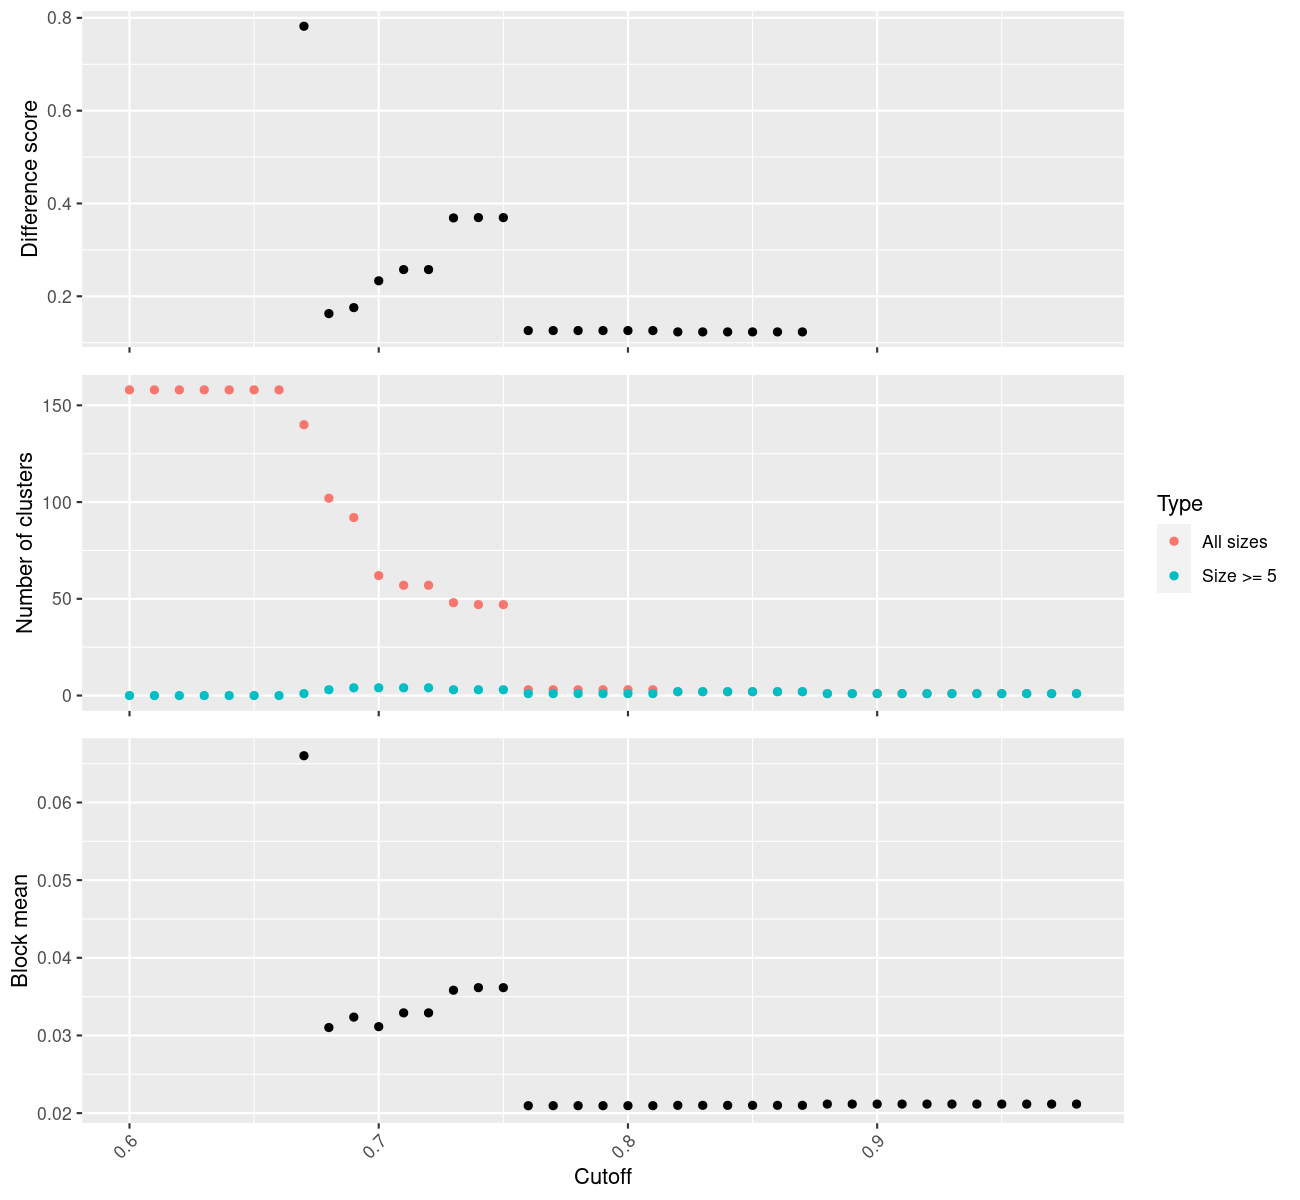 0.8
0.6
0.4
0.2
Difference score
150
100
50
0
Number of clusters
Type
All sizes
Size >= 5
0.06
0.05
0.04
0.03
0.02
Block mean
0.6 0.7 0.8 0.9
Cutoff